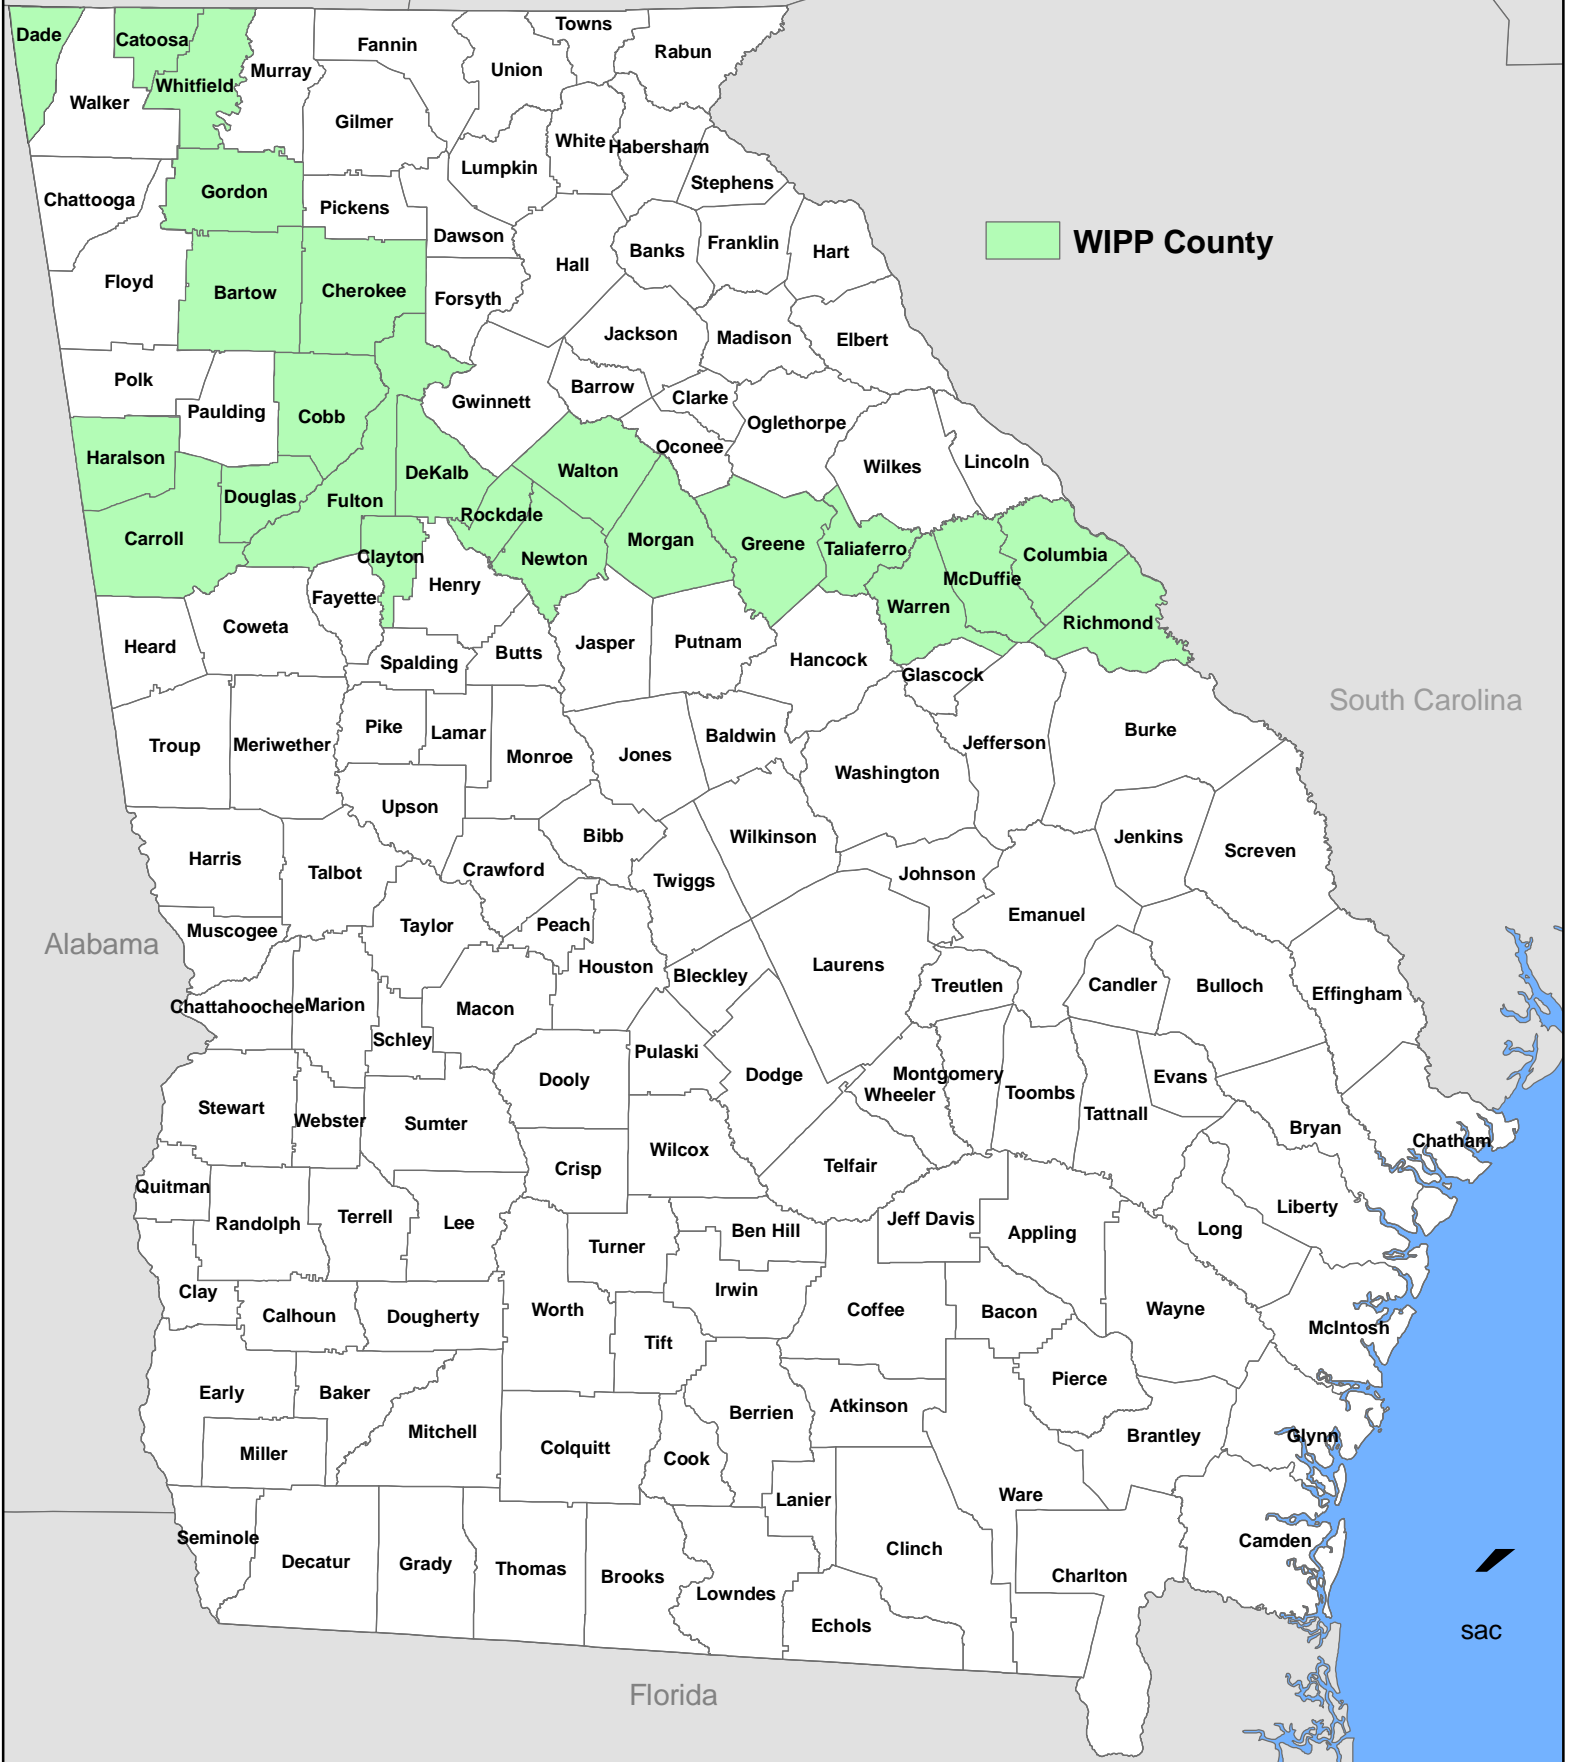 Dade
Catoosa
Whitfield
Walker
Murray
Fannin
Gilmer
Union
Towns
Rabun
White
Habersham
Lumpkin
Stephens
Chattooga
Gordon
Pickens
Dawson
Hall
Banks
Franklin
Hart
WIPP County
Floyd
Bartow
Cherokee
Forsyth
Jackson
Madison
Elbert
Polk
Paulding
Cobb
Gwinnett
Barrow
Clarke
Oglethorpe
Oconee
Wilkes
Lincoln
Haralson
Douglas
Fulton
DeKalb
Rockdale
Walton
Carroll
Clayton
Henry
Newton
Morgan
Greene
Taliaferro
McDuffie
Columbia
Warren
Richmond
Heard
Coweta
Fayette
Spalding
Butts
Jasper
Putnam
Hancock
Glascock
South Carolina
Troup
Meriwether
Pike
Lamar
Monroe
Jones
Baldwin
Washington
Jefferson
Burke
Upson
Bibb
Wilkinson
Jenkins
Screven
Harris
Talbot
Crawford
Twiggs
Johnson
Emanuel
Muscogee
Taylor
Peach
Alabama
Houston
Bleckley
Laurens
Treutlen
Candler
Bulloch
Effingham
Chattahoochee
Marion
Schley
Macon
Pulaski
Dooly
Dodge
Montgomery
Wheeler
Toombs
Tattnall
Evans
Stewart
Webster
Sumter
Crisp
Wilcox
Telfair
Bryan
Chatham
Quitman
Randolph
Terrell
Lee
Turner
Ben Hill
Jeff Davis
Appling
Long
Liberty
Clay
Calhoun
Dougherty
Worth
Irwin
Tift
Coffee
Bacon
Wayne
McIntosh
Early
Baker
Miller
Mitchell
Colquitt
Cook
Berrien
Atkinson
Pierce
Brantley
Glynn
Lanier
Ware
Seminole
Decatur
Grady
Thomas
Brooks
Lowndes
Echols
Clinch
Charlton
Camden
sac
Florida